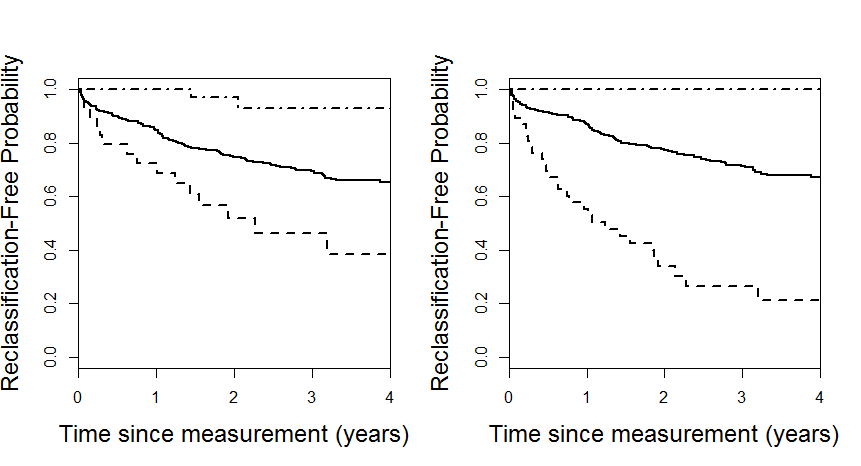 Reclassification-Free Probability
1.0
0.8
0.6
0.4
0.2
0.0
0 1 2 3 4
Time since measurement (years)
Reclassification-Free Probability
1.0
0.8
0.6
0.4
0.2
0.0
0 1 2 3 4
Time since measurement (years)